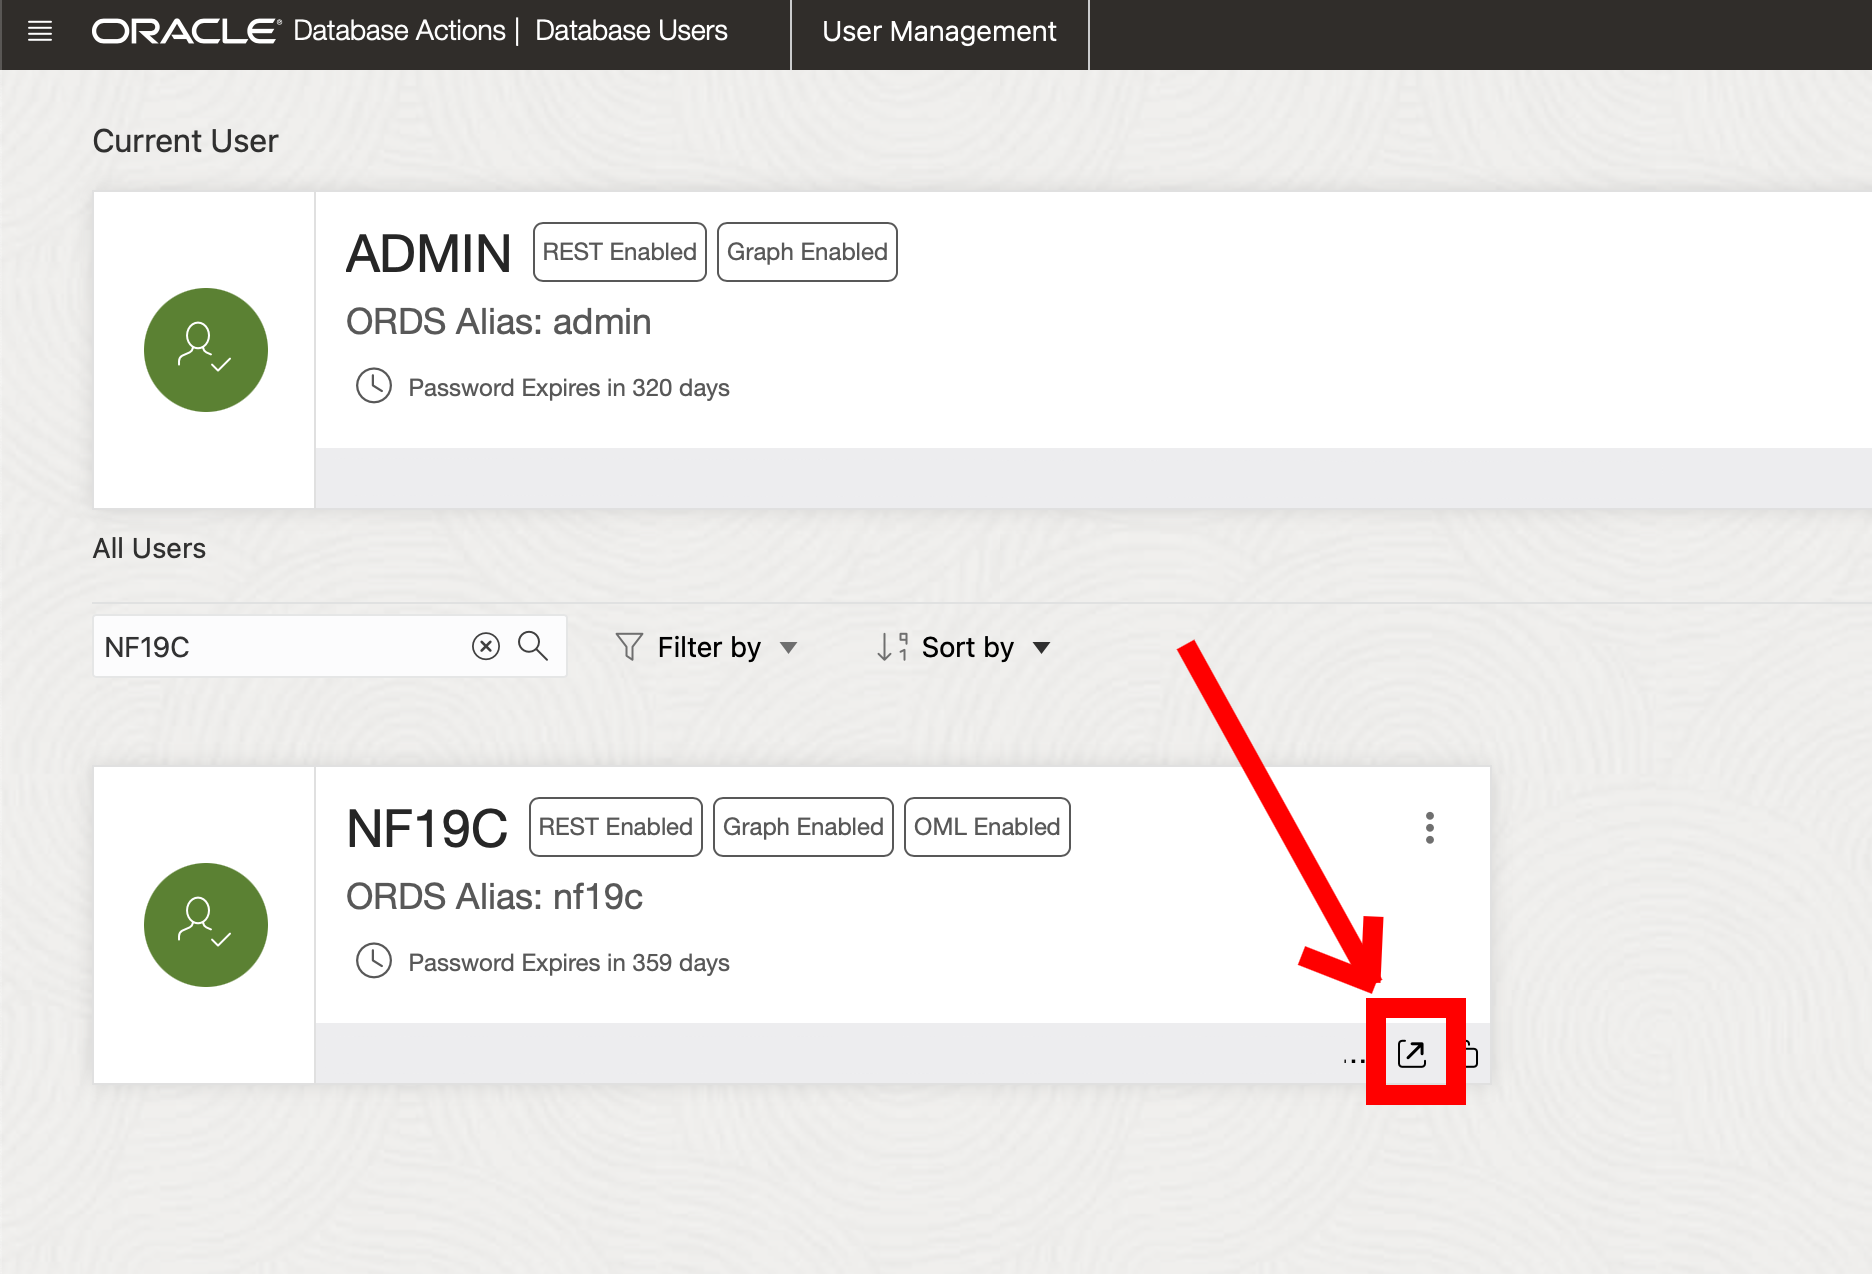 ORACLE® Database Actions | Database Users User Management
Current User
ADMIN REST Enabled Graph Enabled
ORDS Alias: admin
Password Expires in 320 days
All Users
NF19C Filter by Sort by
NF19C REST Enabled Graph Enabled OML Enabled
ORDS Alias: nf19c
Password Expires in 359 days
...